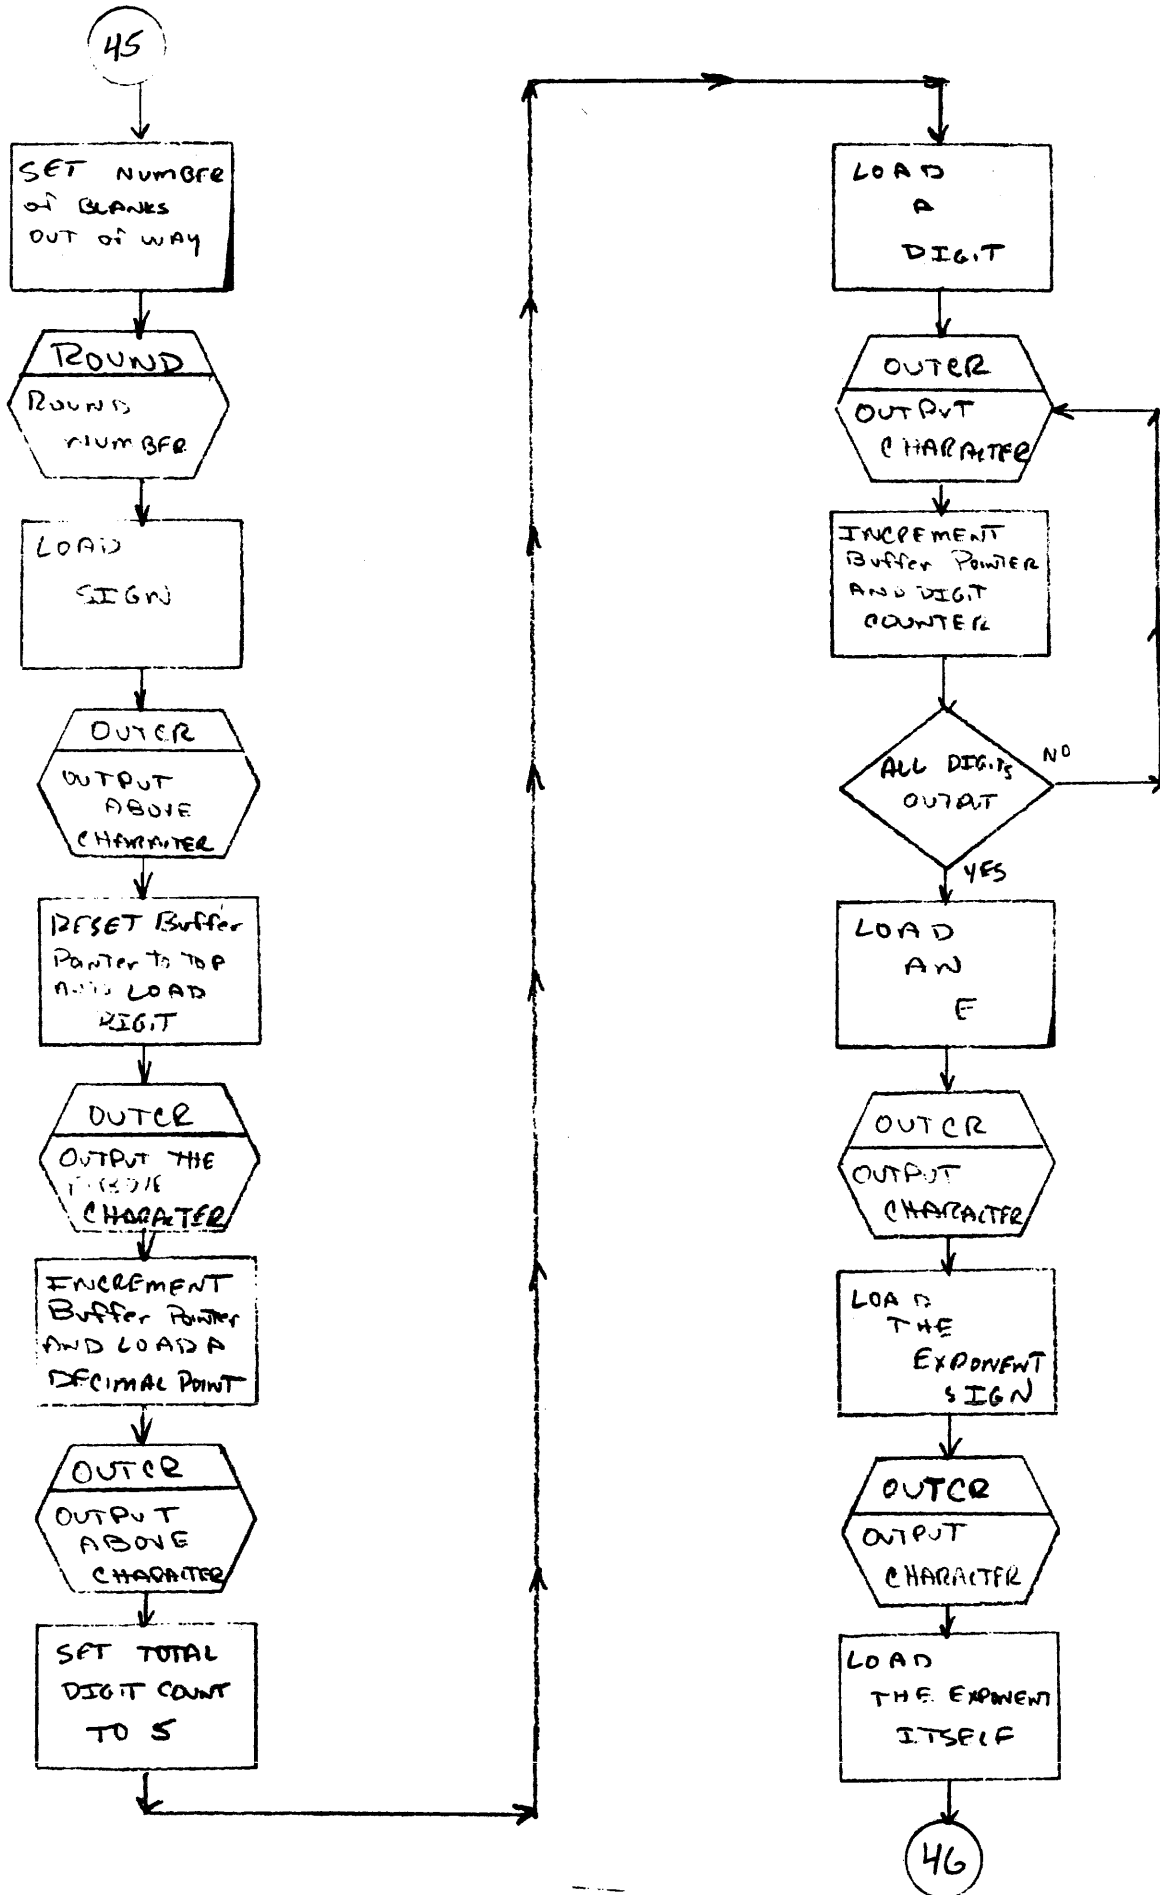 45
SET NUMBER
OF BLANKS
OUT OF WAY
ROUND
ROUND
NUMBER
LOAD
SIGN
OUTCR
OUTPUT
ABOVE
CHARACTER
RESET Buffer
Pointer To TOP
AND LOAD
DIGIT
OUTCR
OUTPUT THE
ABOVE
CHARACTER
INCREMENT
Buffer Pointer
AND LOAD A
DECIMAL POINT
OUTCR
OUTPUT
ABOVE
CHARACTER
SET TOTAL
DIGIT COUNT
TO 5
LOAD
A
DIGIT
OUTCR
OUTPUT
CHARACTER
INCREMENT
Buffer Pointer
AND DIGIT
COUNTER
ALL DIGITS
OUTPUT
NO
YES
LOAD
AN
E
OUTCR
OUTPUT
CHARACTER
LOAD
THE
EXPONENT
SIGN
OUTCR
OUTPUT
CHARACTER
LOAD
THE EXPONENT
ITSELF
46